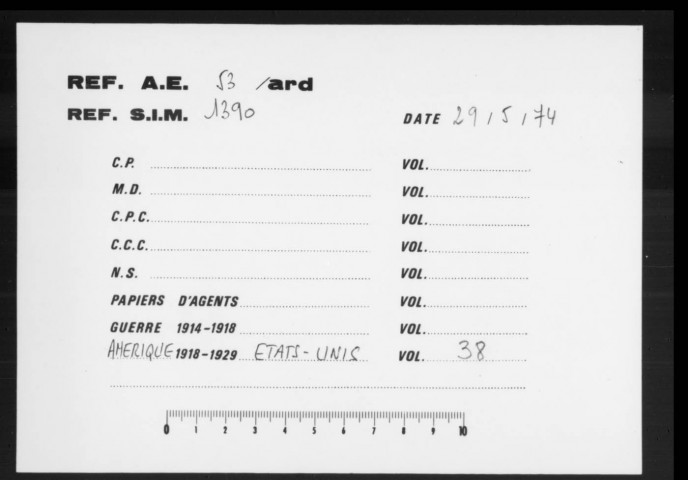 REF. A.E. 53 /ard
REF. S.I.M. 1390 DATE 29/5/74
C.P. VOL.
M.D. VOL.
C.P.C. VOL.
C.C.C. VOL.
N.S. VOL.
PAPIERS D'AGENTS VOL.
GUERRE 1914-1918 VOL.
AMERIQUE 1918-1929 ETATS-UNIS VOL. 38
0 1 2 3 4 5 6 7 8 9 10